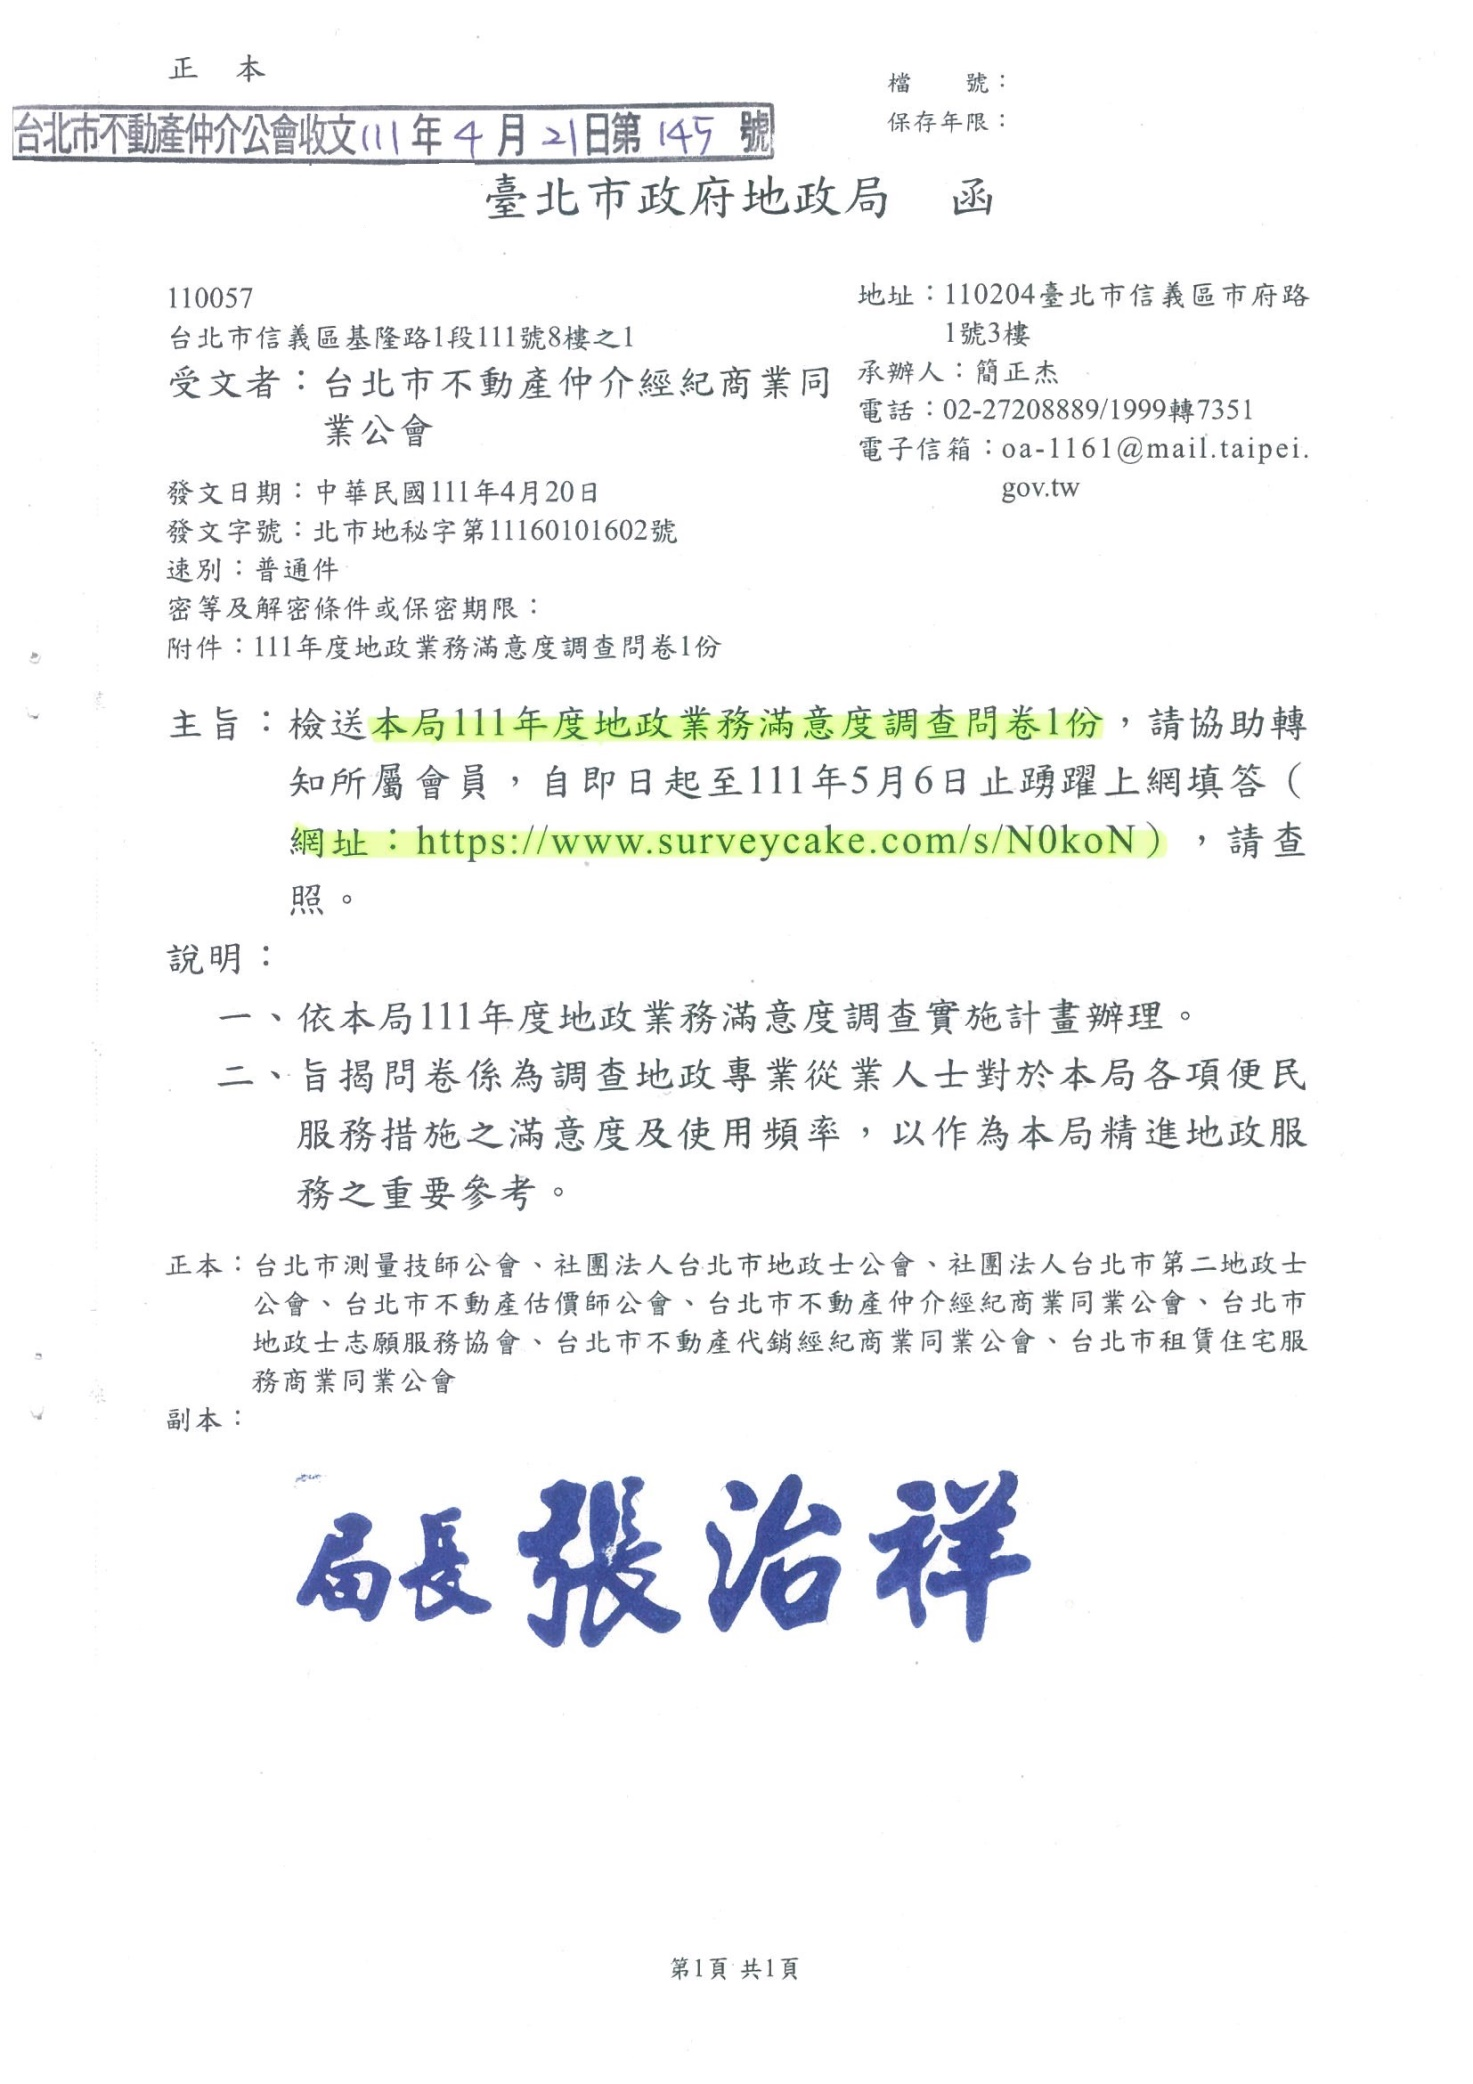 正　本
檔　　號：
保存年限：
台北市不動產仲介公會收文111年4月21日第145號
臺北市政府地政局　函
110057
台北市信義區基隆路1段111號8樓之1
受文者：台北市不動產仲介經紀商業同
業公會
地址：110204臺北市信義區市府路
1號3樓
承辦人：簡正杰
電話：02-27208889/1999轉7351
電子信箱：oa-1161@mail.taipei.
gov.tw
發文日期：中華民國111年4月20日
發文字號：北市地秘字第11160101602號
速別：普通件
密等及解密條件或保密期限：
附件：111年度地政業務滿意度調查問卷1份
主旨：檢送本局111年度地政業務滿意度調查問卷1份，請協助轉
知所屬會員，自即日起至111年5月6日止踴躍上網填答（
網址：https://www.surveycake.com/s/N0koN），請查
照。
說明：
一、依本局111年度地政業務滿意度調查實施計畫辦理。
二、旨揭問卷係為調查地政專業從業人士對於本局各項便民
服務措施之滿意度及使用頻率，以作為本局精進地政服
務之重要參考。
正本：台北市測量技師公會、社團法人台北市地政士公會、社團法人台北市第二地政士
公會、台北市不動產估價師公會、台北市不動產仲介經紀商業同業公會、台北市
地政士志願服務協會、台北市不動產代銷經紀商業同業公會、台北市租賃住宅服
務商業同業公會
副本：
局長張治祥
第1頁 共1頁